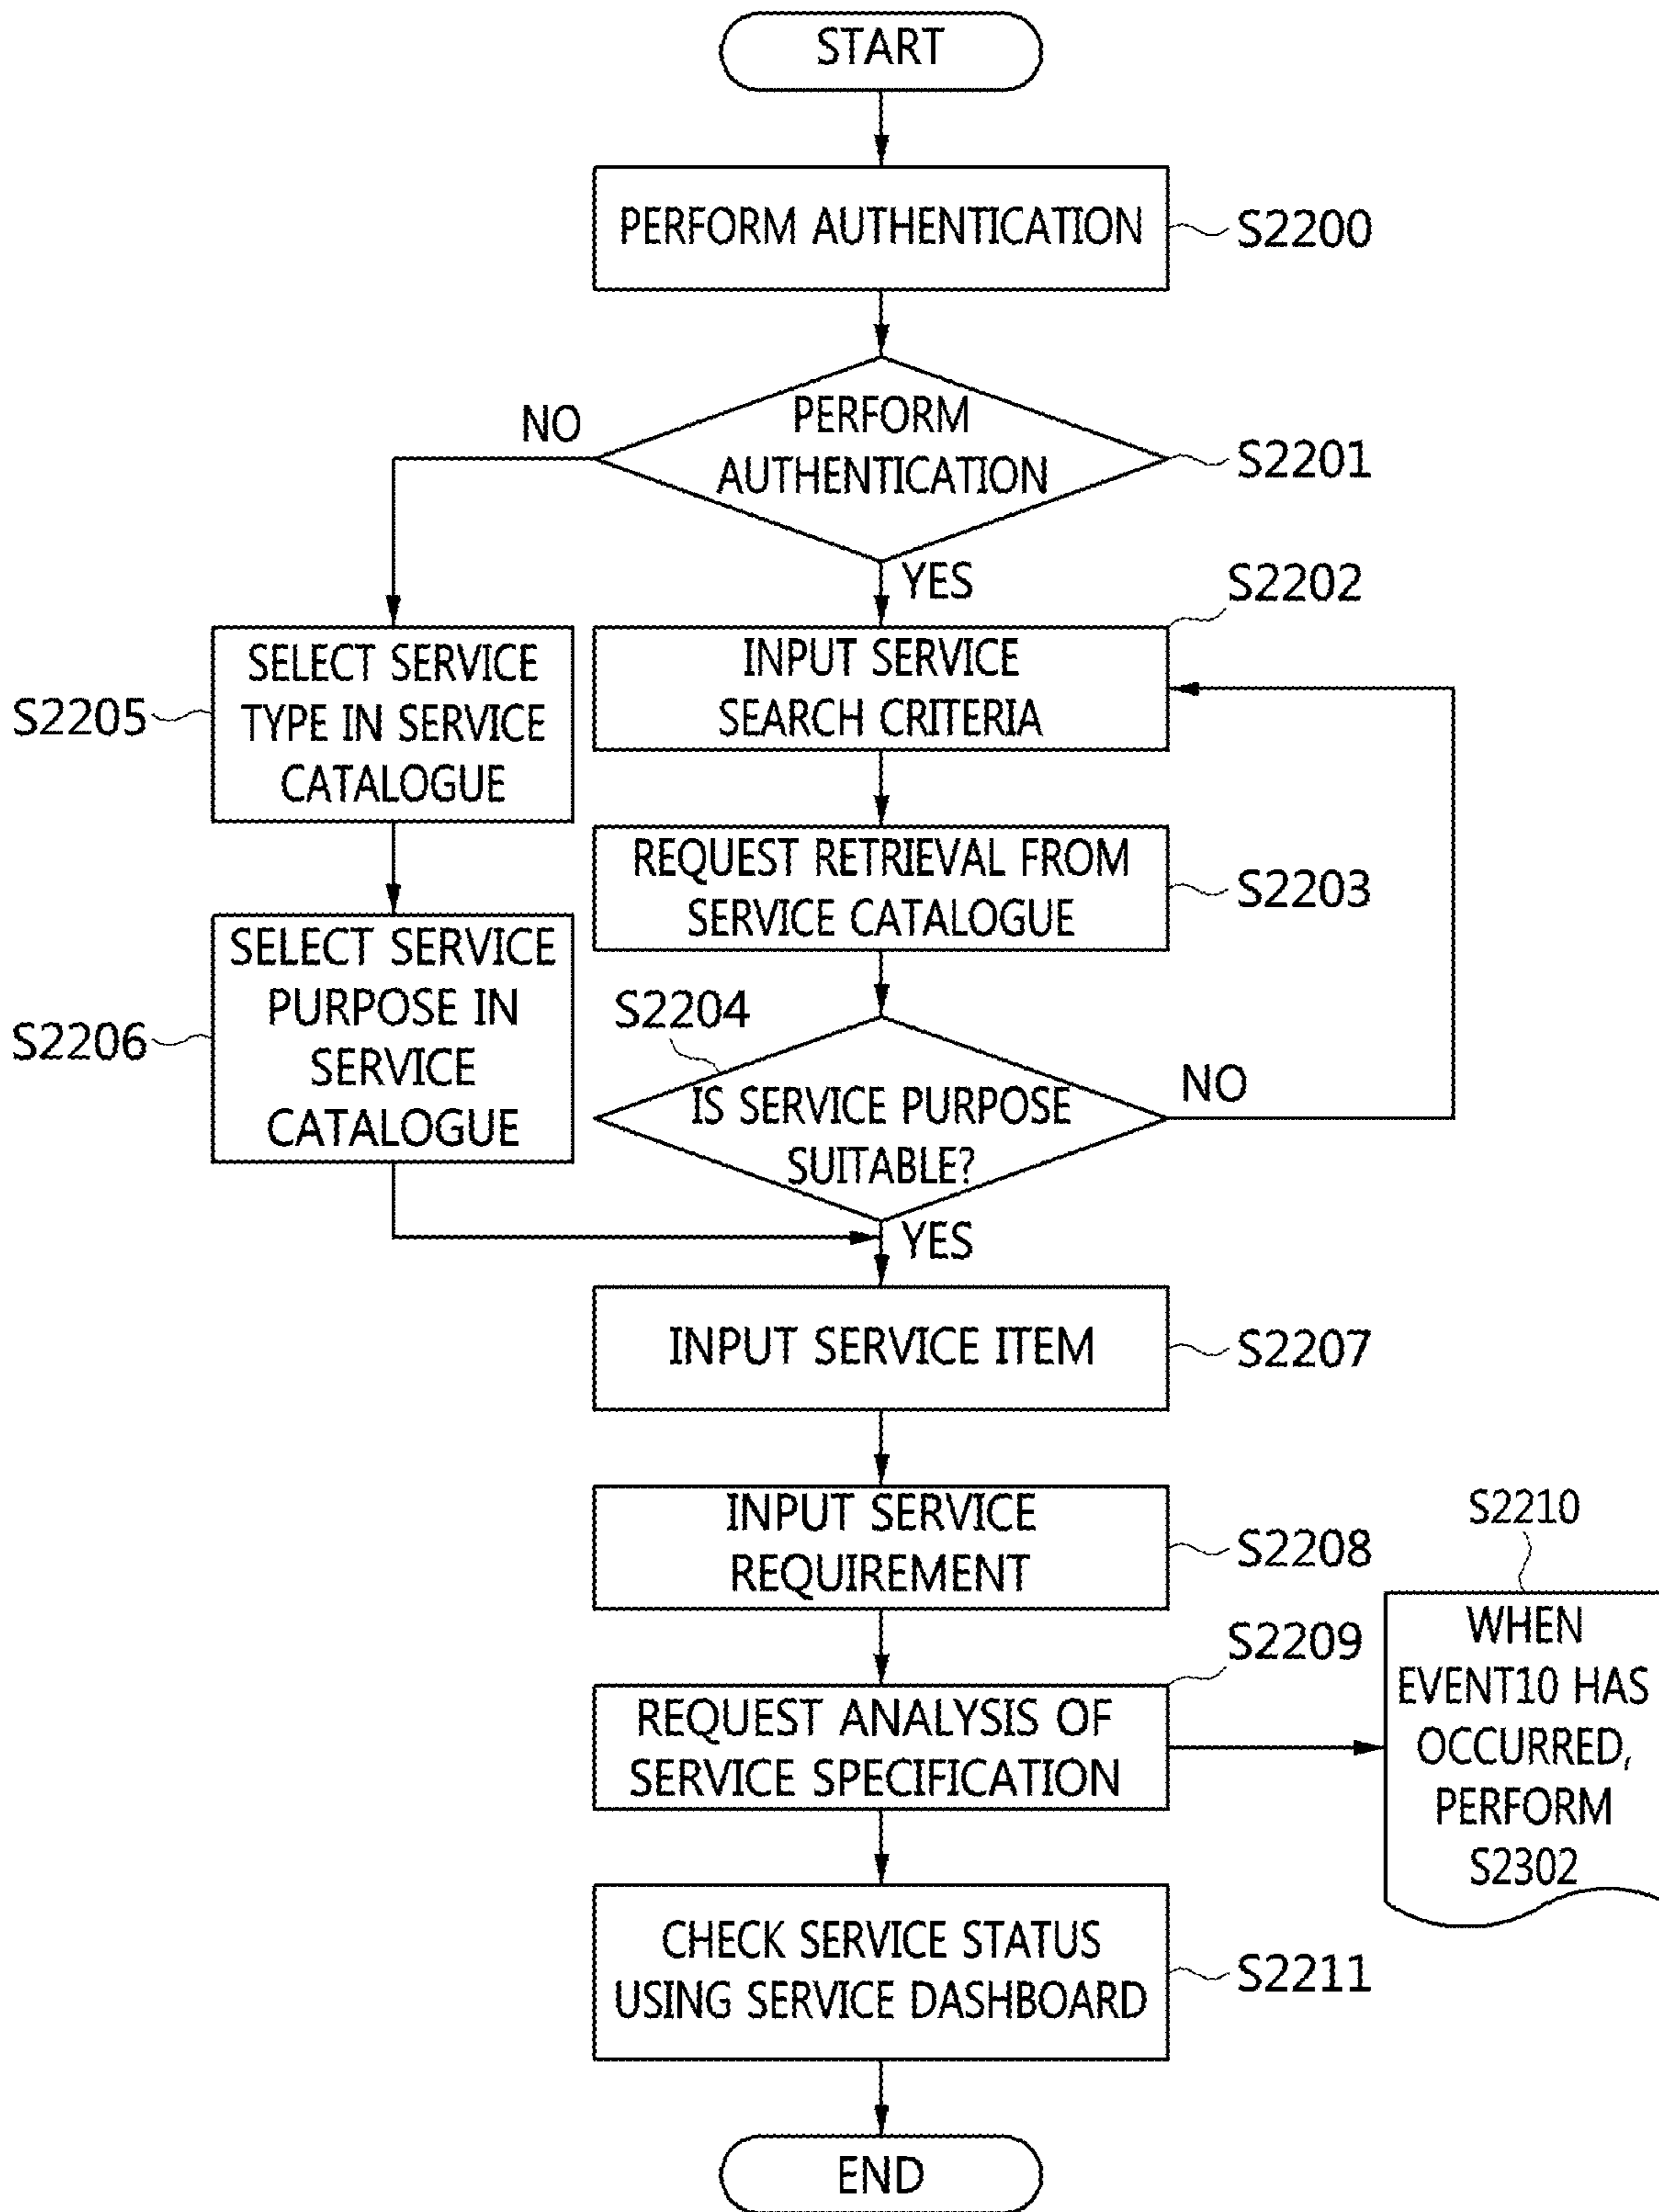 START
PERFORM AUTHENTICATION
S2200
PERFORM
AUTHENTICATION
S2201
NO
YES
S2202
INPUT SERVICE
SEARCH CRITERIA
SELECT SERVICE
TYPE IN SERVICE
CATALOGUE
S2205
REQUEST RETRIEVAL FROM
SERVICE CATALOGUE
S2203
SELECT SERVICE
PURPOSE IN
SERVICE
CATALOGUE
S2206
S2204
IS SERVICE PURPOSE
SUITABLE?
NO
YES
INPUT SERVICE ITEM
S2207
INPUT SERVICE
REQUIREMENT
S2208
S2209
REQUEST ANALYSIS OF
SERVICE SPECIFICATION
S2210
WHEN
EVENT10 HAS
OCCURRED,
PERFORM
S2302
CHECK SERVICE STATUS
USING SERVICE DASHBOARD
S2211
END